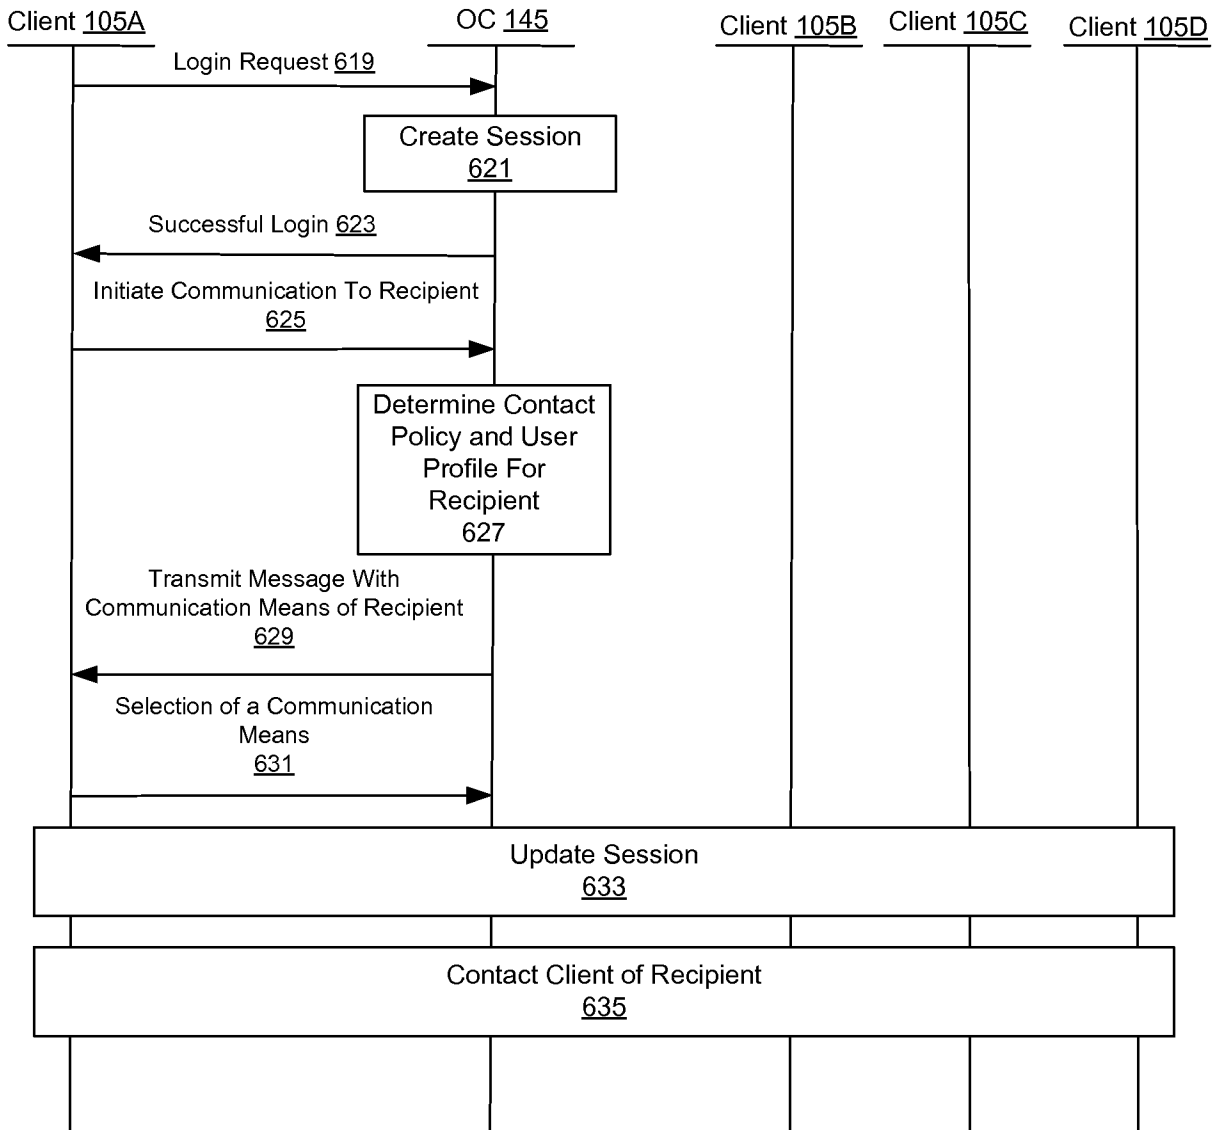 Client 105A
OC 145
Client 105B
Client 105C
Client 105D
Login Request 619
Create Session
621
Successful Login 623
Initiate Communication To Recipient
625
Determine Contact
Policy and User
Profile For
Recipient
627
Transmit Message With
Communication Means of Recipient
629
Selection of a Communication
Means
631
Update Session
633
Contact Client of Recipient
635